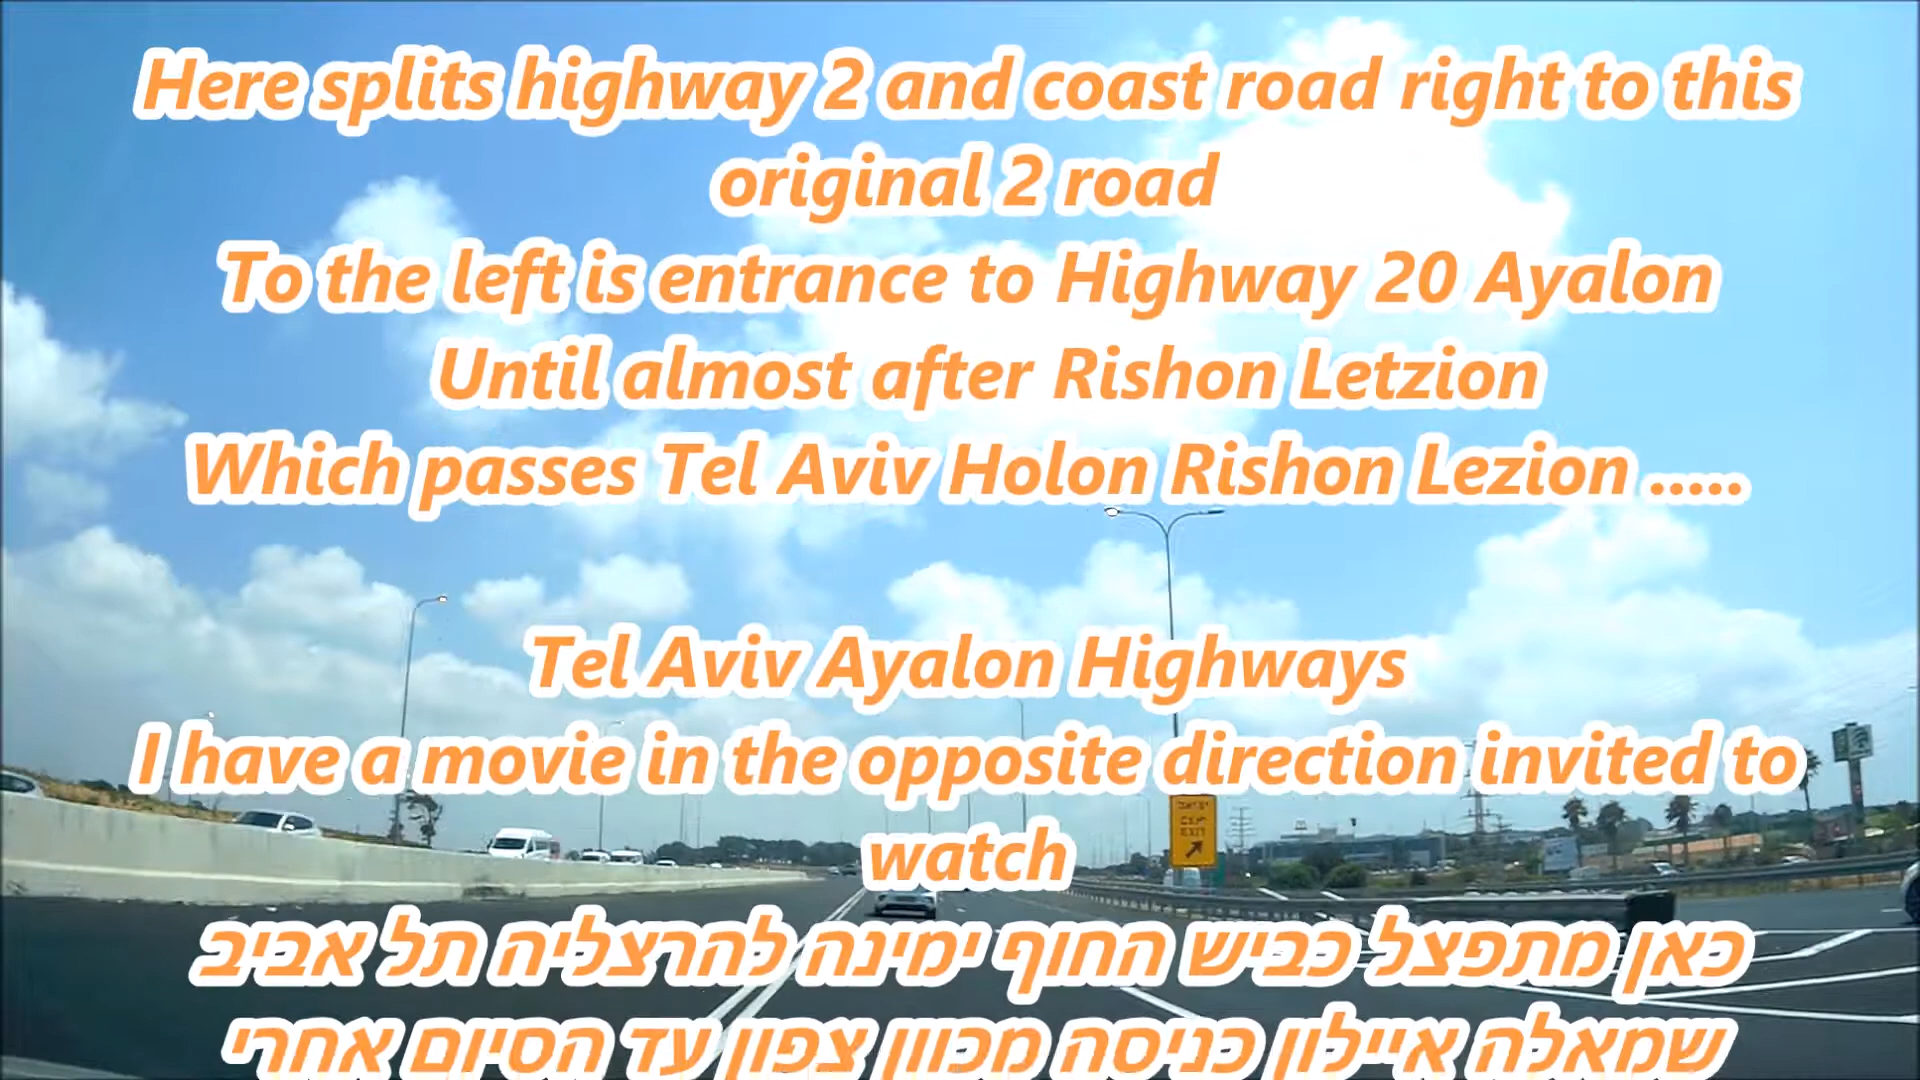 Here splits highway 2 and coast road right to this
original 2 road
To the left is entrance to Highway 20 Ayalon
Until almost after Rishon Letzion
Which passes Tel Aviv Holon Rishon Lezion .....
Tel Aviv Ayalon Highways
I have a movie in the opposite direction invited to
watch
יציאה
EXIT
כאן מתפצל כביש החוף ימינה להרצליה תל אביב
שמאלה איילון כניסה מכוון צפון עד הסיום אחרי